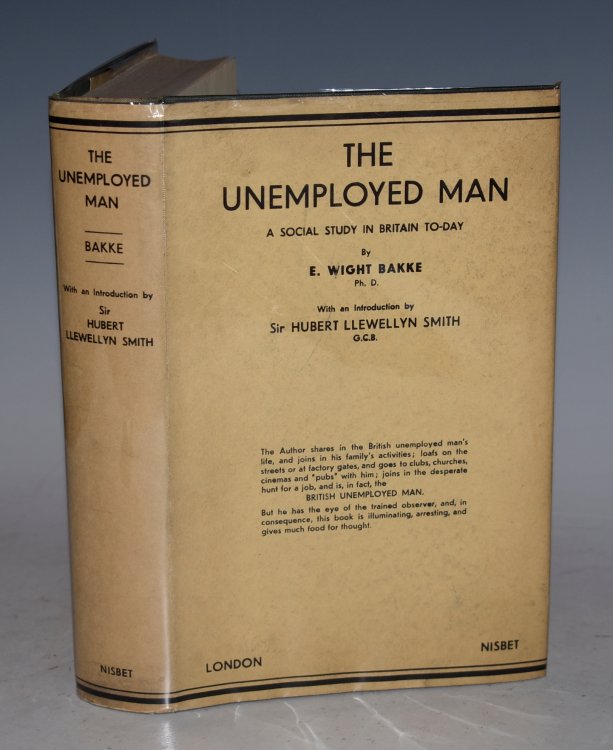 THE
UNEMPLOYED
MAN
BAKKE
With an Introduction by
Sir
HUBERT
LLEWELLYN SMITH
NISBET
THE
UNEMPLOYED MAN
A SOCIAL STUDY IN BRITAIN TO-DAY
By
E. WIGHT BAKKE
Ph. D.
With an Introduction by
Sir HUBERT LLEWELLYN SMITH
G.C.B.
The Author shares in the British unemployed man's
life, and joins in his family's activities; loafs on the
streets or at factory gates, and goes to clubs, churches,
cinemas and "pubs" with him; joins in the desperate
hunt for a job, and is, in fact, the
BRITISH UNEMPLOYED MAN.
But he has the eye of the trained observer, and, in
consequence, this book is illuminating, arresting, and
gives much food for thought.
LONDON
NISBET